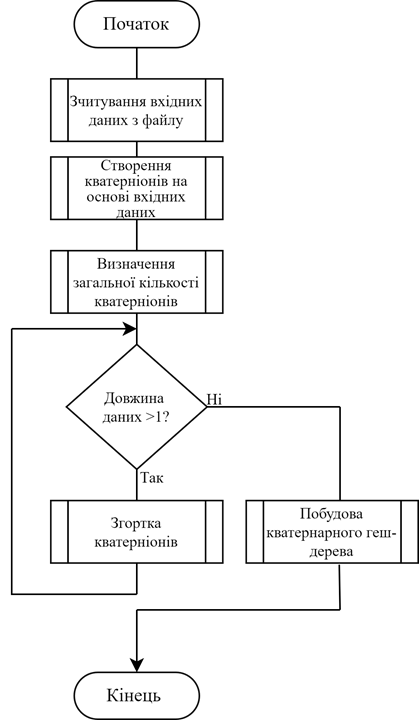 Початок
Зчитування вхідних
даних з файлу
Створення
кватерніонів на
основі вхідних
даних
Визначення
загальної кількості
кватерніонів
Довжина
даних >1?
Ні
Так
Згортка
кватерніонів
Побудова
кватернарного геш-
дерева
Кінець